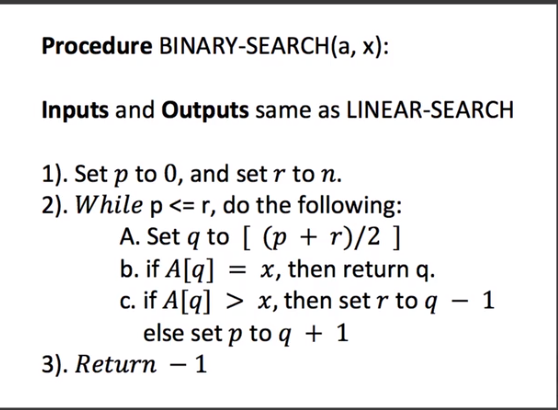 Procedure BINARY-SEARCH(a, x):
Inputs and Outputs same as LINEAR-SEARCH
1). Set p to 0, and set r to n.
2). While p <= r, do the following:
A. Set q to [ (p + r)/2 ]
b. if A[q] = x, then return q.
c. if A[q] > x, then set r to q − 1
else set p to q + 1
3). Return − 1